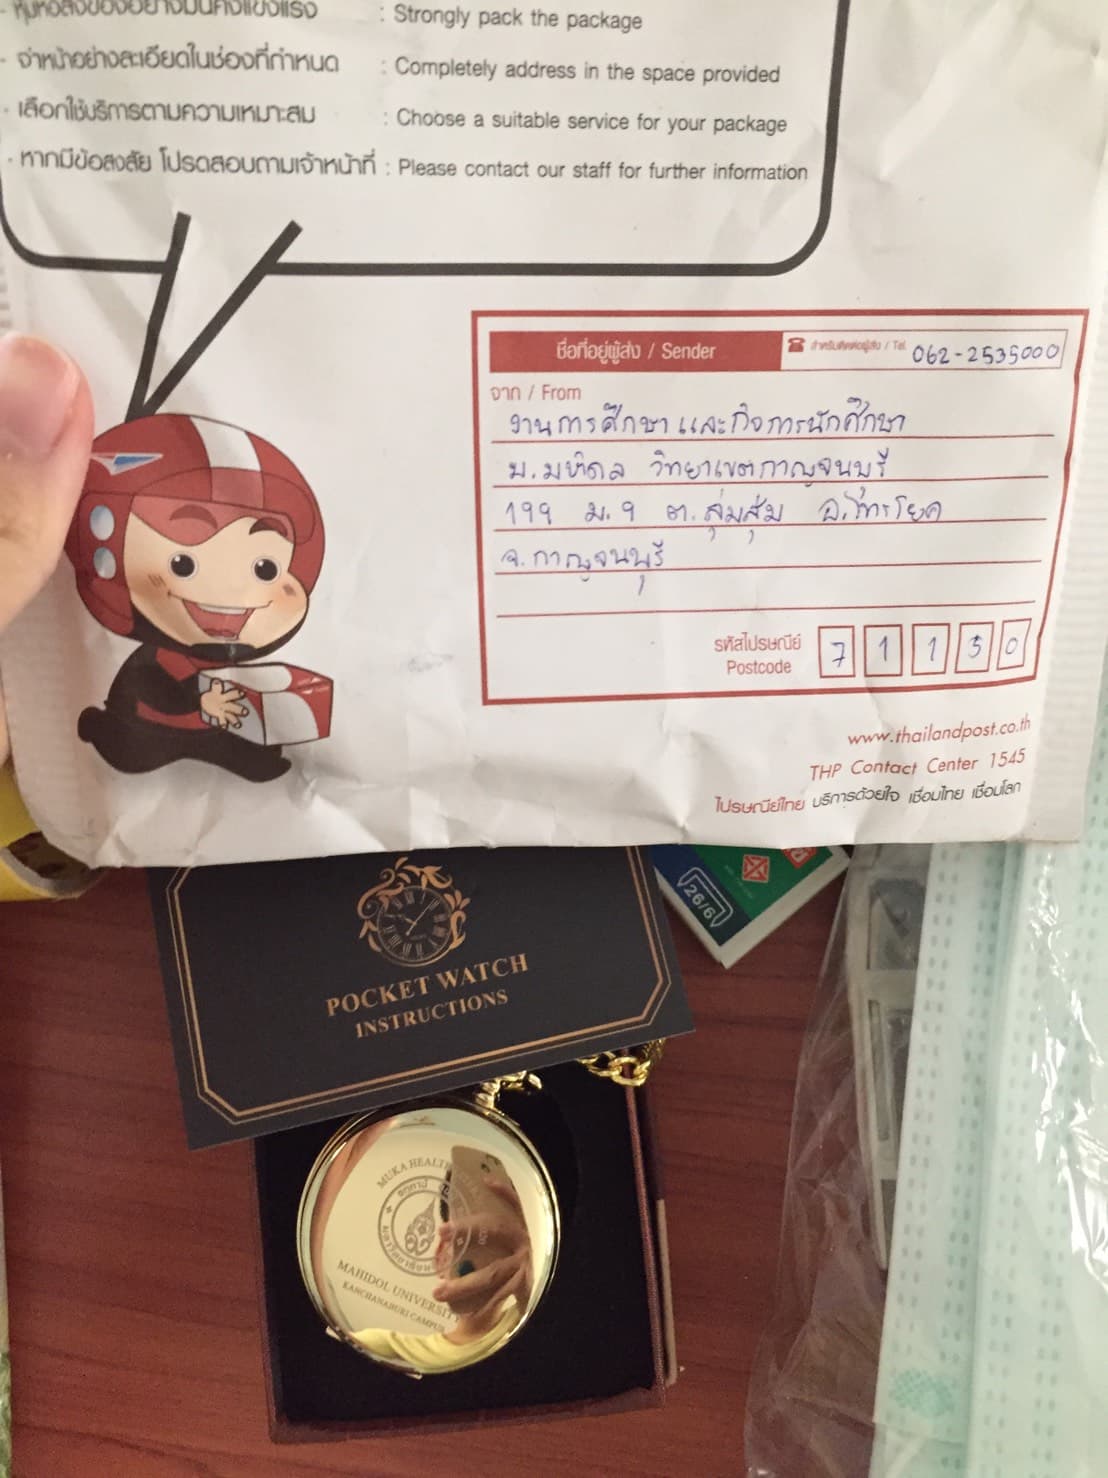 หุ้มห่อสิ่งของอย่างมั่นคงแข็งแรง : Strongly pack the package
· จ่าหน้าอย่างละเอียดในช่องที่กำหนด : Completely address in the space provided
· เลือกใช้บริการตามความเหมาะสม : Choose a suitable service for your package
· หากมีข้อสงสัย โปรดสอบถามเจ้าหน้าที่ : Please contact our staff for further information
ชื่อที่อยู่ผู้ส่ง / Sender สำหรับติดต่อผู้ส่ง / Tel. 062-2535000
จาก / From
งานการศึกษาและกิจการนักศึกษา
ม.มหิดล วิทยาเขตกาญจนบุรี
199 ม.9 ต.ลุ่มสุ่ม อ.ไทรโยค
จ.กาญจนบุรี
รหัสไปรษณีย์ 7 1 1 5 0
Postcode
www.thailandpost.co.th
THP Contact Center 1545
ไปรษณีย์ไทย บริการด้วยใจ เชื่อมไทย เชื่อมโลก
26/6
POCKET WATCH
INSTRUCTIONS
MUKA HEALTH
MAHIDOL UNIVERSITY
KANCHANABURI CAMPUS